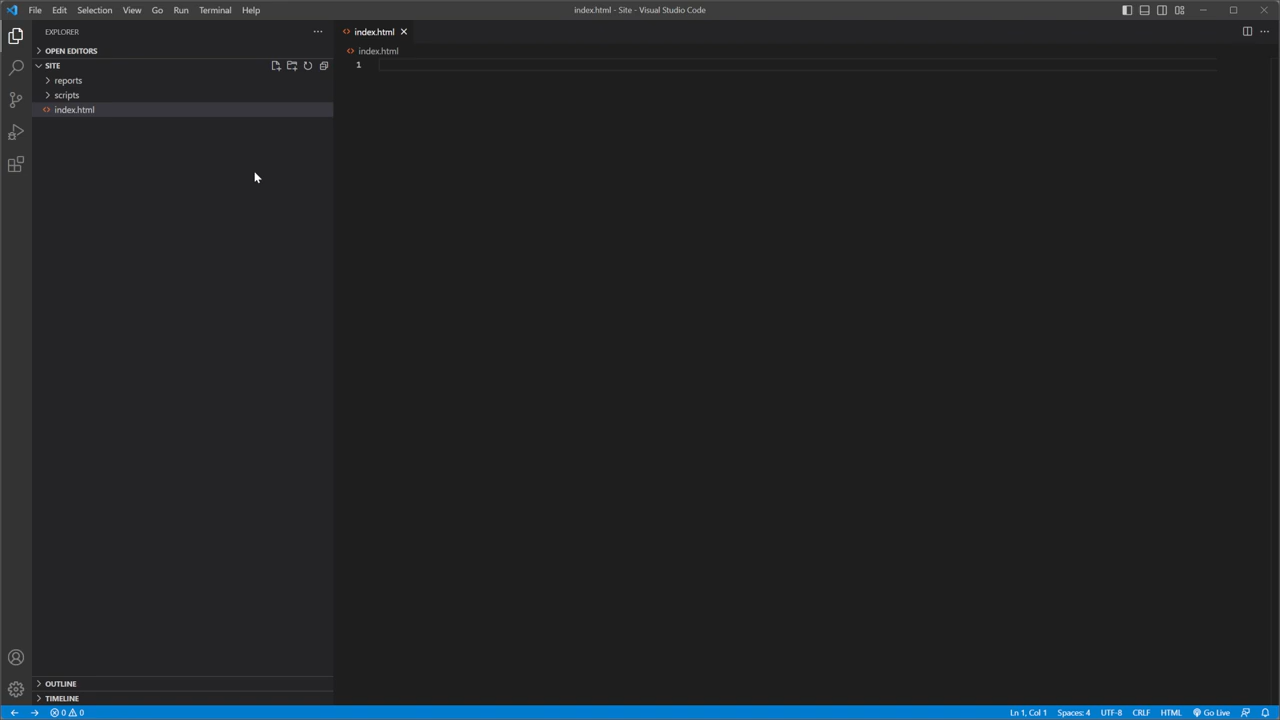 File Edit Selection View Go Run Terminal Help
index.html - Site - Visual Studio Code
EXPLORER
OPEN EDITORS
SITE
reports
scripts
index.html
OUTLINE
TIMELINE
index.html
index.html
1
0 0
Ln 1, Col 1 Spaces: 4 UTF-8 CRLF HTML Go Live